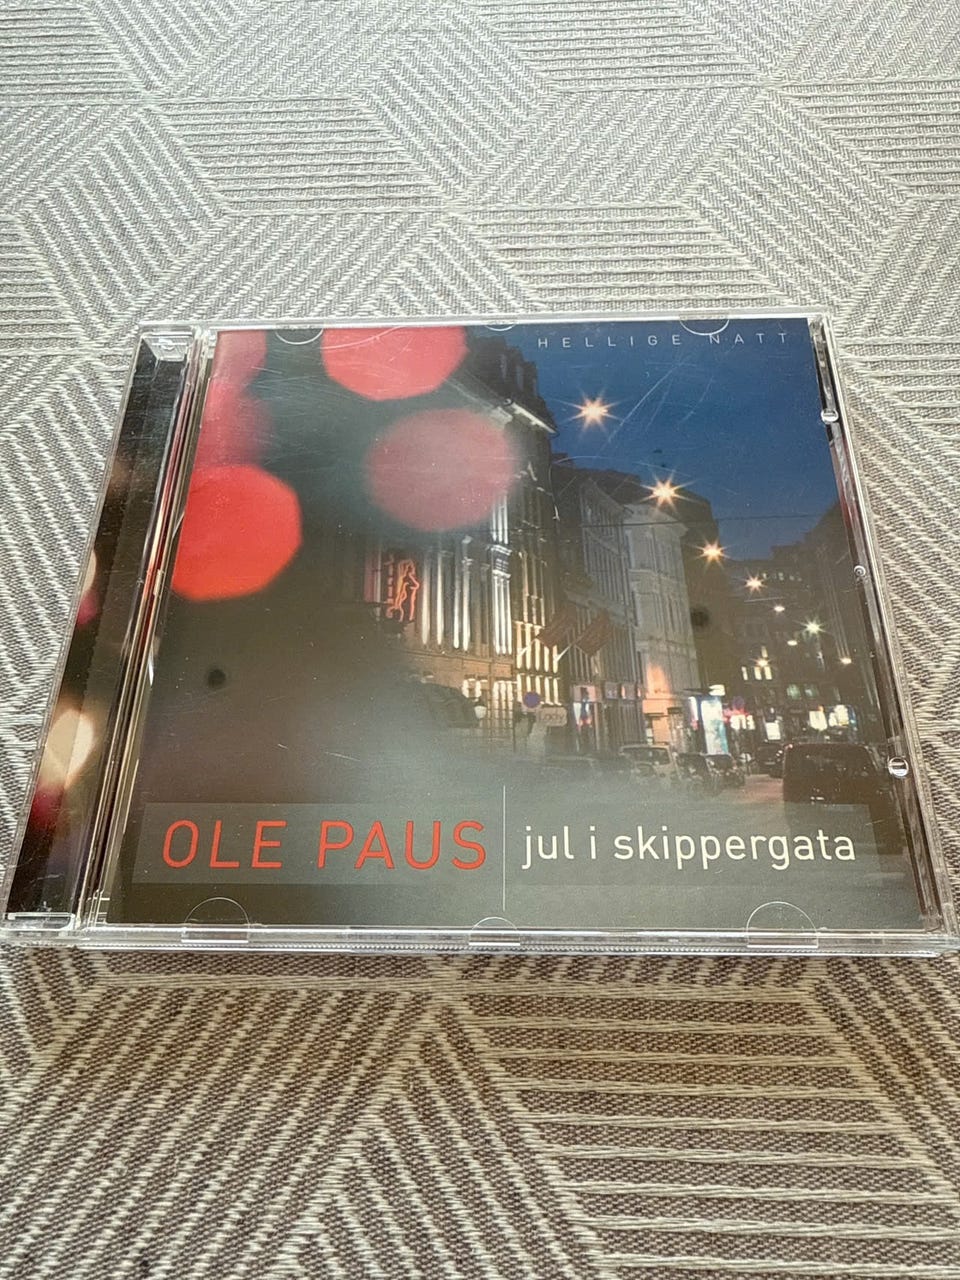 HELLIGE NATT
OLE PAUS
jul i skippergata